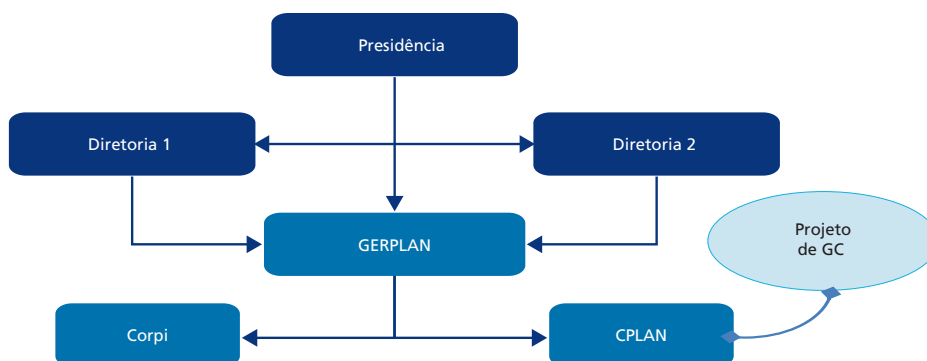 Presidência
Diretoria 1
Diretoria 2
GERPLAN
Projeto
de GC
Corpi
CPLAN